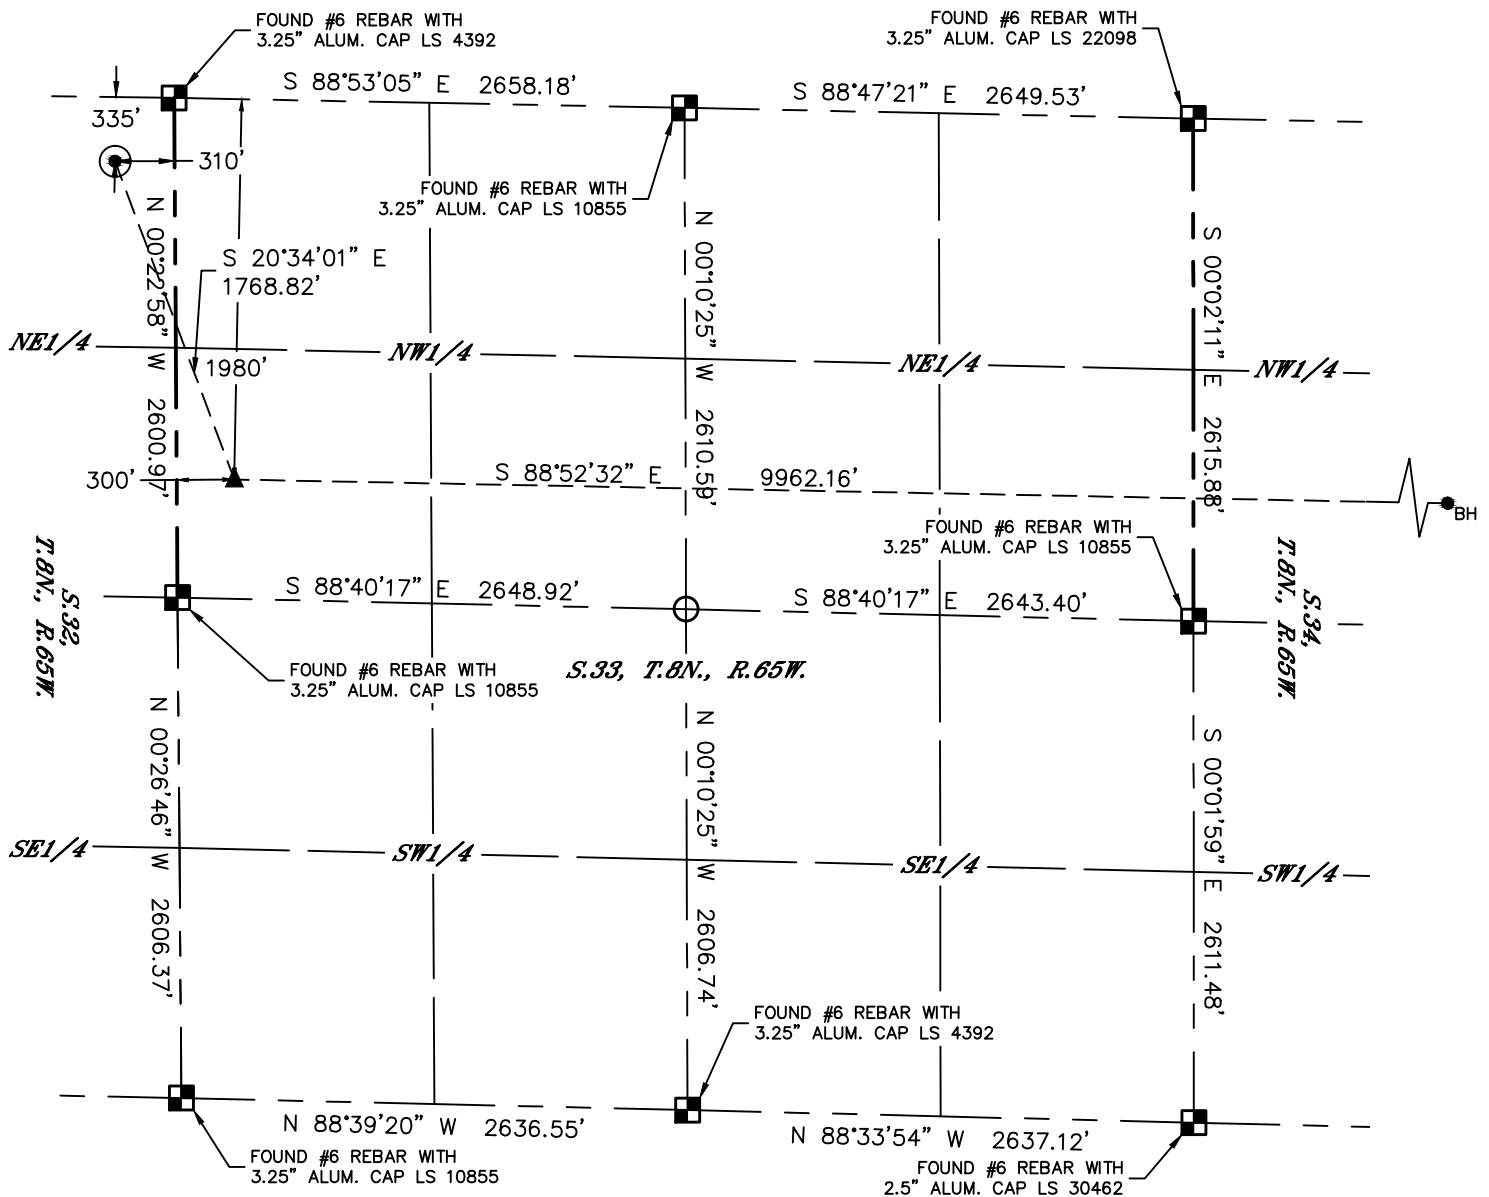 FOUND #6 REBAR WITH
3.25" ALUM. CAP LS 4392
FOUND #6 REBAR WITH
3.25" ALUM. CAP LS 22098
S 88°53'05" E 2658.18'
S 88°47'21" E 2649.53'
335'
310'
FOUND #6 REBAR WITH
3.25" ALUM. CAP LS 10855
N 00°22'58" W 2600.97'
S 20°34'01" E
1768.82'
N 00°10'25" W 2610.59'
S 00°02'11" E 2615.88'
NE1/4
NW1/4
NE1/4
NW1/4
1980'
300'
S 88°52'32" E 9962.16'
BH
FOUND #6 REBAR WITH
3.25" ALUM. CAP LS 10855
S.32,
T.8N., R.65W.
S 88°40'17" E 2648.92'
S 88°40'17" E 2643.40'
S.34,
T.8N., R.65W.
FOUND #6 REBAR WITH
3.25" ALUM. CAP LS 10855
S.33, T.8N., R.65W.
N 00°26'46" W 2606.37'
N 00°10'25" W 2606.74'
S 00°01'59" E 2611.48'
SE1/4
SW1/4
SE1/4
SW1/4
FOUND #6 REBAR WITH
3.25" ALUM. CAP LS 4392
N 88°39'20" W 2636.55'
N 88°33'54" W 2637.12'
FOUND #6 REBAR WITH
3.25" ALUM. CAP LS 10855
FOUND #6 REBAR WITH
2.5" ALUM. CAP LS 30462